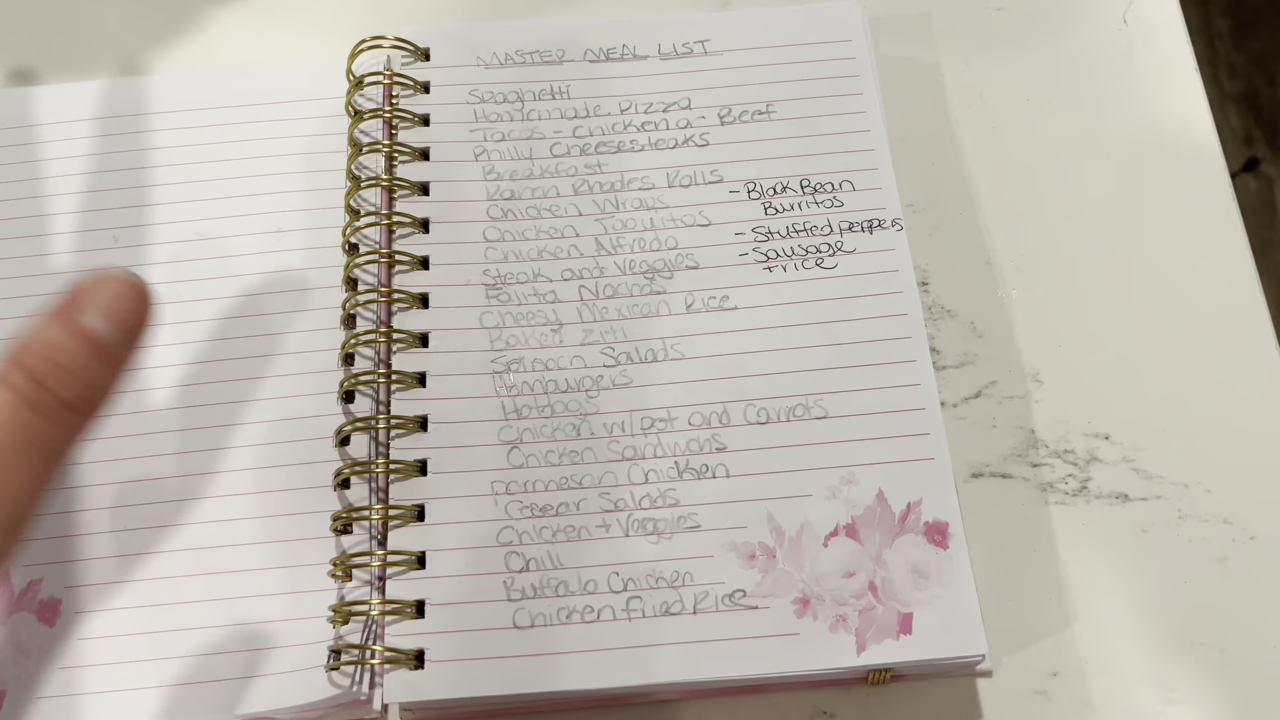 MASTER MEAL LIST
Spaghetti
Homemade Pizza
Tacos - Chicken or Beef
Philly Cheesesteaks
Breakfast
Ranch Rhodes Rolls
Chicken Wraps
Chicken Taquitos
Chicken Alfredo
Steak and Veggies
Fajita Nachos
Cheesy Mexican Rice
Baked Ziti
Spinach Salads
Hamburgers
Hotdogs
Chicken w/pot and Carrots
Chicken Sandwchs
parmesan Chicken
Ceasar Salads
Chicken + Veggies
Chili
Buffalo Chicken
Chicken Fried Rice
- Black Bean
Burritos
- Stuffed peppers
- Sausage
+ rice